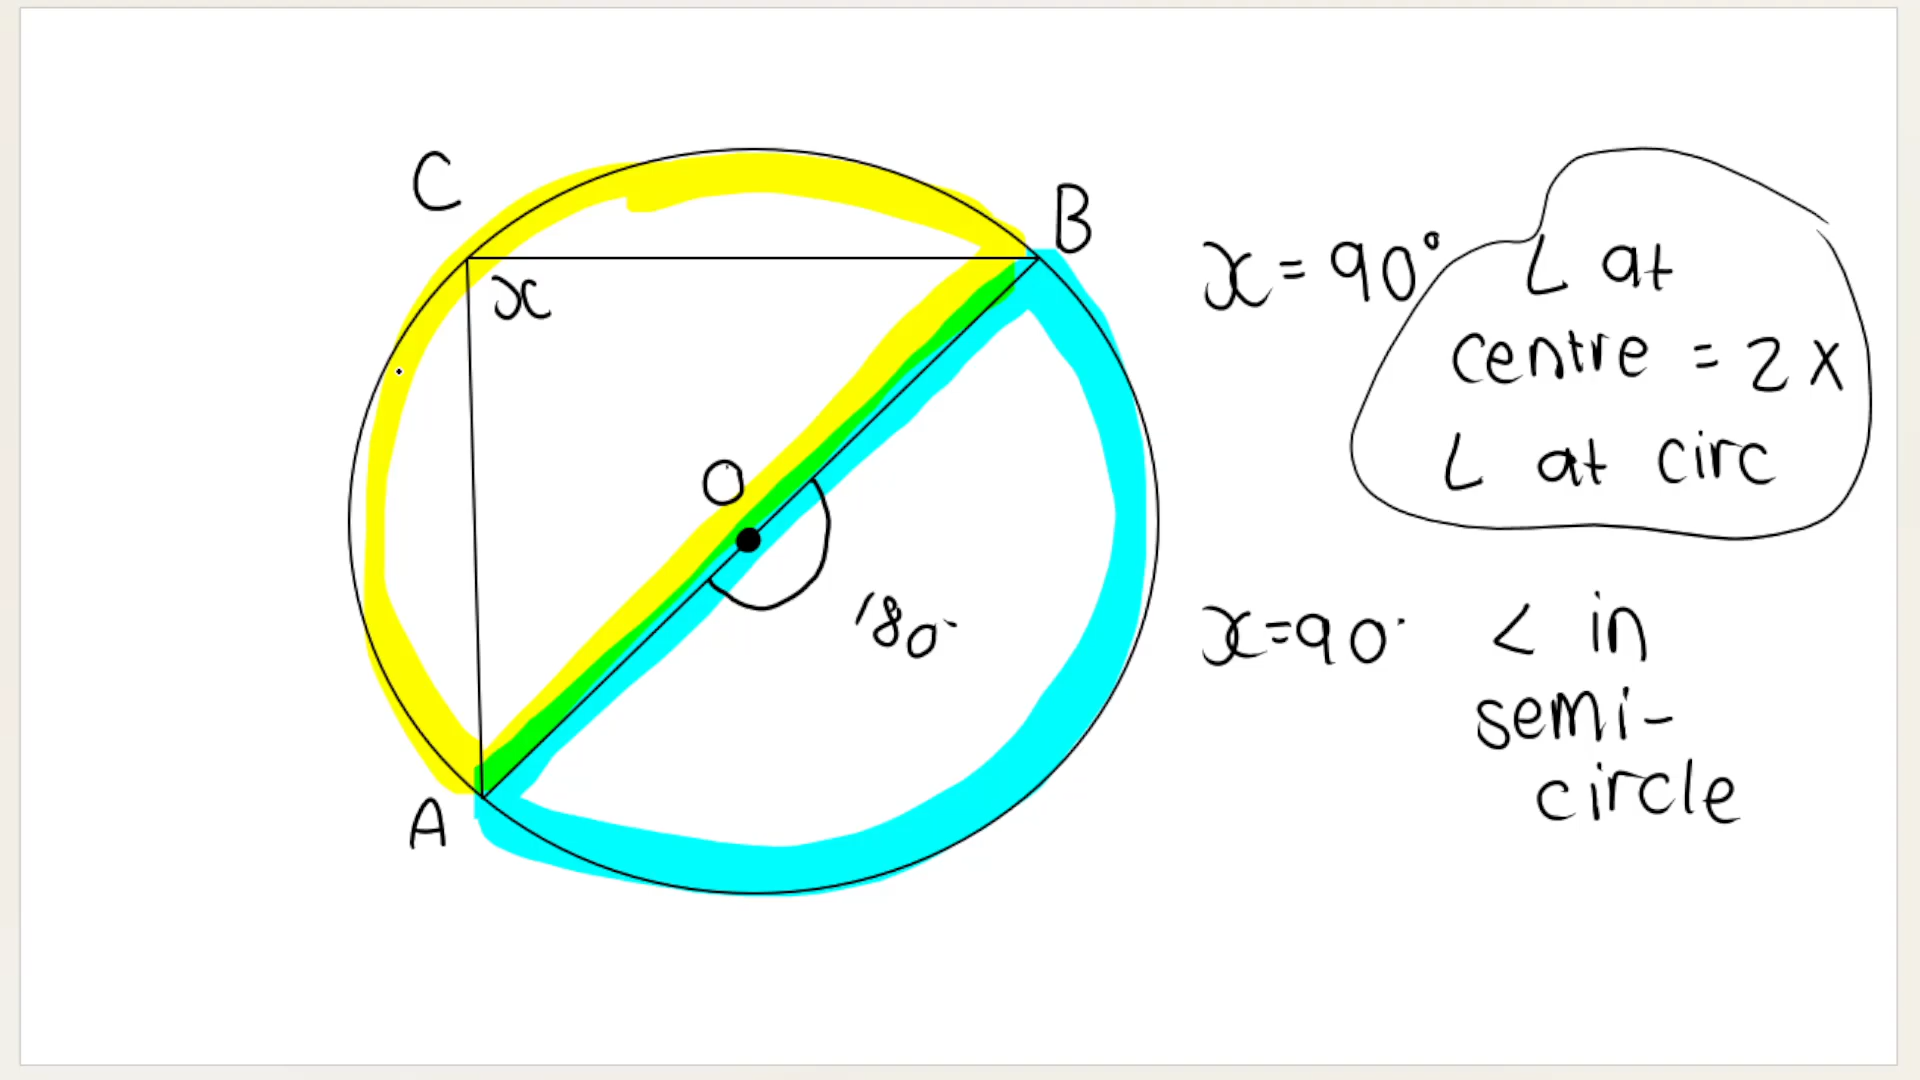 C
B
x
O
180°
A
x = 90° ∠ at
centre = 2 x
∠ at circ
x=90° < in
semi-
circle